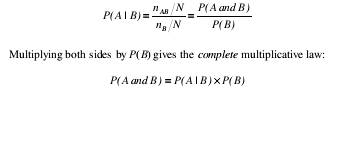 P(A | B) = n_AB / N / n_B / N = P(A and B) / P(B)
Multiplying both sides by P(B) gives the complete multiplicative law:
P(A and B) = P(A | B) × P(B)